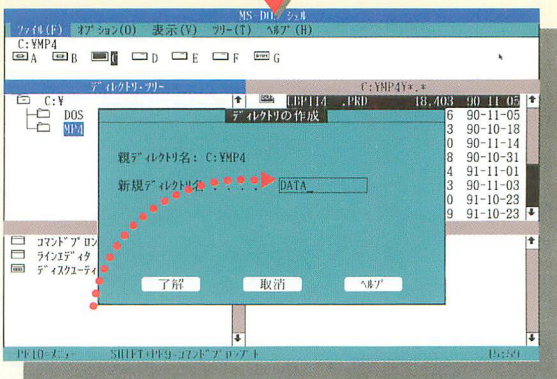 MS-DOS シェル
ファイル(F) オプション(O) 表示(V) ツリー(T) ヘルプ(H)
C:¥MP4
A B C D E F G
ディレクトリ・ツリー C:¥MP4¥*.*
C:¥
DOS
MP4
LBP114 .PRD 18,403 90-11-05
ディレクトリの作成
6 90-11-05
3 90-10-18
0 90-11-14
8 90-10-31
4 91-11-01
3 90-11-03
0 91-10-23
9 91-10-23
親ディレクトリ名: C:¥MP4
新規ディレクトリ名 . . . . DATA_
了解 取消 ヘルプ
コマンドプロン
ラインエディタ
ディスクユーティ
PF10=メニュー SHIFT+PF9=コマンドプロンプト 15:59